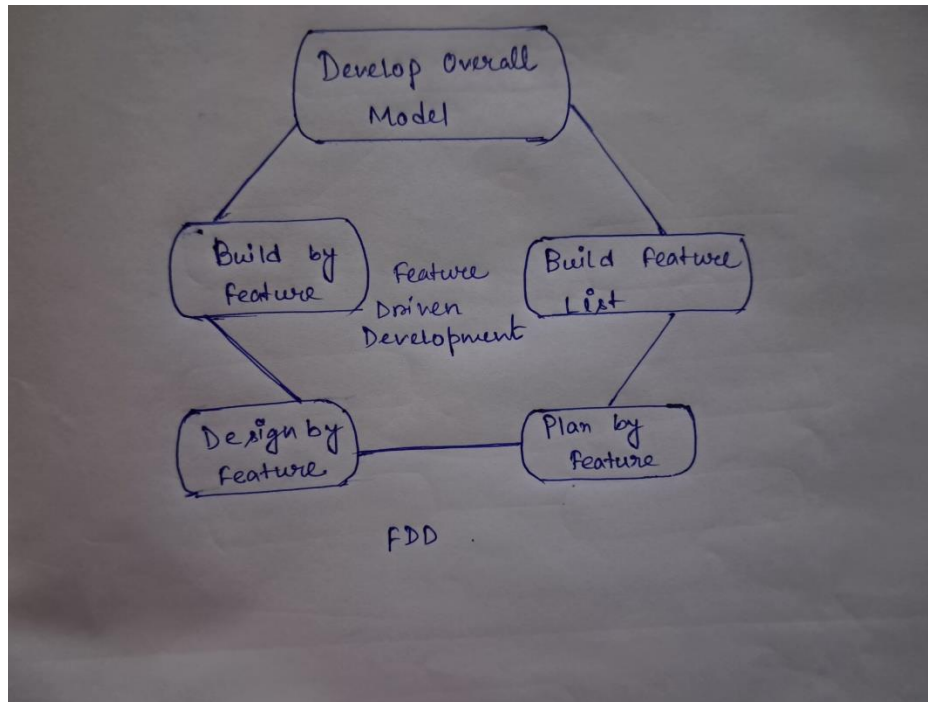 Develop Overall
Model
Build by
feature
Feature
Driven
Development
Build feature
List
Design by
feature
Plan by
feature
FDD